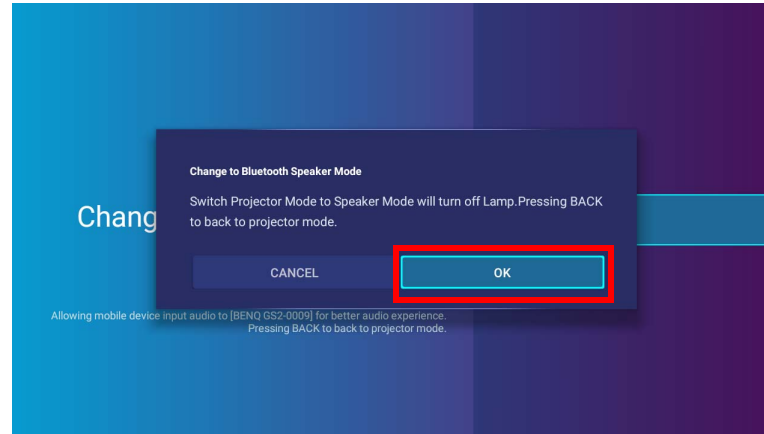 Change to Bluetooth Speaker Mode
Switch Projector Mode to Speaker Mode will turn off Lamp.Pressing BACK
to back to projector mode.
Chang
CANCEL
OK
Allowing mobile device input audio to [BENQ GS2-0009] for better audio experience.
Pressing BACK to back to projector mode.